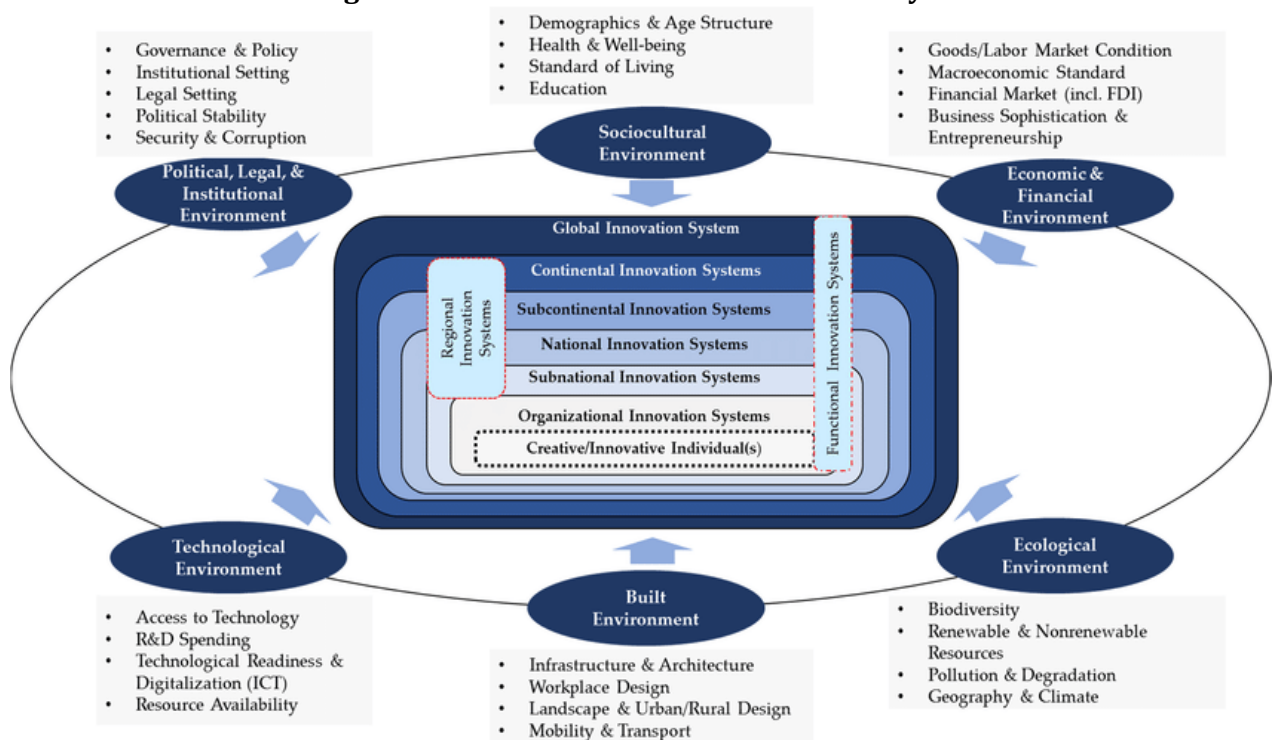 • Governance & Policy
• Institutional Setting
• Legal Setting
• Political Stability
• Security & Corruption
Political, Legal, &
Institutional
Environment
• Demographics & Age Structure
• Health & Well-being
• Standard of Living
• Education
Sociocultural
Environment
• Goods/Labor Market Condition
• Macroeconomic Standard
• Financial Market (incl. FDI)
• Business Sophistication &
Entrepreneurship
Economic &
Financial
Environment
Global Innovation System
Continental Innovation Systems
Subcontinental Innovation Systems
National Innovation Systems
Subnational Innovation Systems
Organizational Innovation Systems
Creative/Innovative Individual(s)
Regional
Innovation
Systems
Functional Innovation Systems
Technological
Environment
• Access to Technology
• R&D Spending
• Technological Readiness &
Digitalization (ICT)
• Resource Availability
Built
Environment
• Infrastructure & Architecture
• Workplace Design
• Landscape & Urban/Rural Design
• Mobility & Transport
Ecological
Environment
• Biodiversity
• Renewable & Nonrenewable
Resources
• Pollution & Degradation
• Geography & Climate